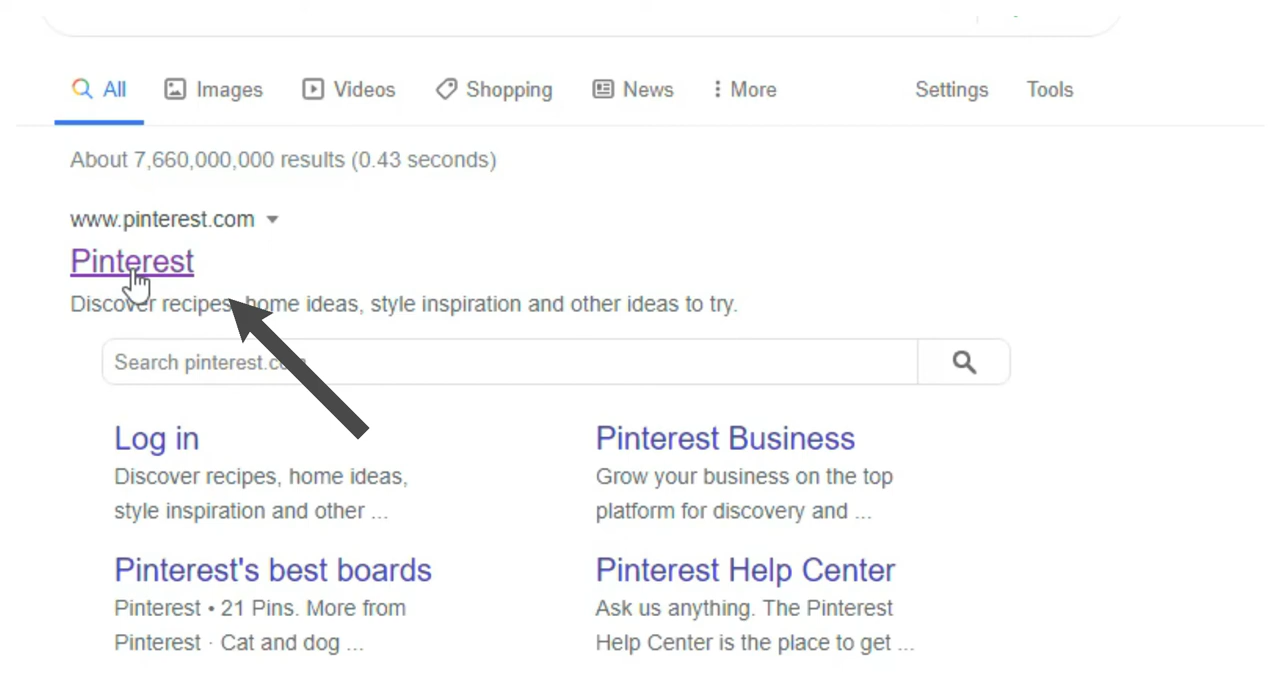 All Images Videos Shopping News More Settings Tools
About 7,660,000,000 results (0.43 seconds)
www.pinterest.com
Pinterest
Discover recipes, home ideas, style inspiration and other ideas to try.
Search pinterest.com
Log in
Discover recipes, home ideas,
style inspiration and other ...
Pinterest Business
Grow your business on the top
platform for discovery and ...
Pinterest's best boards
Pinterest • 21 Pins. More from
Pinterest · Cat and dog ...
Pinterest Help Center
Ask us anything. The Pinterest
Help Center is the place to get ...